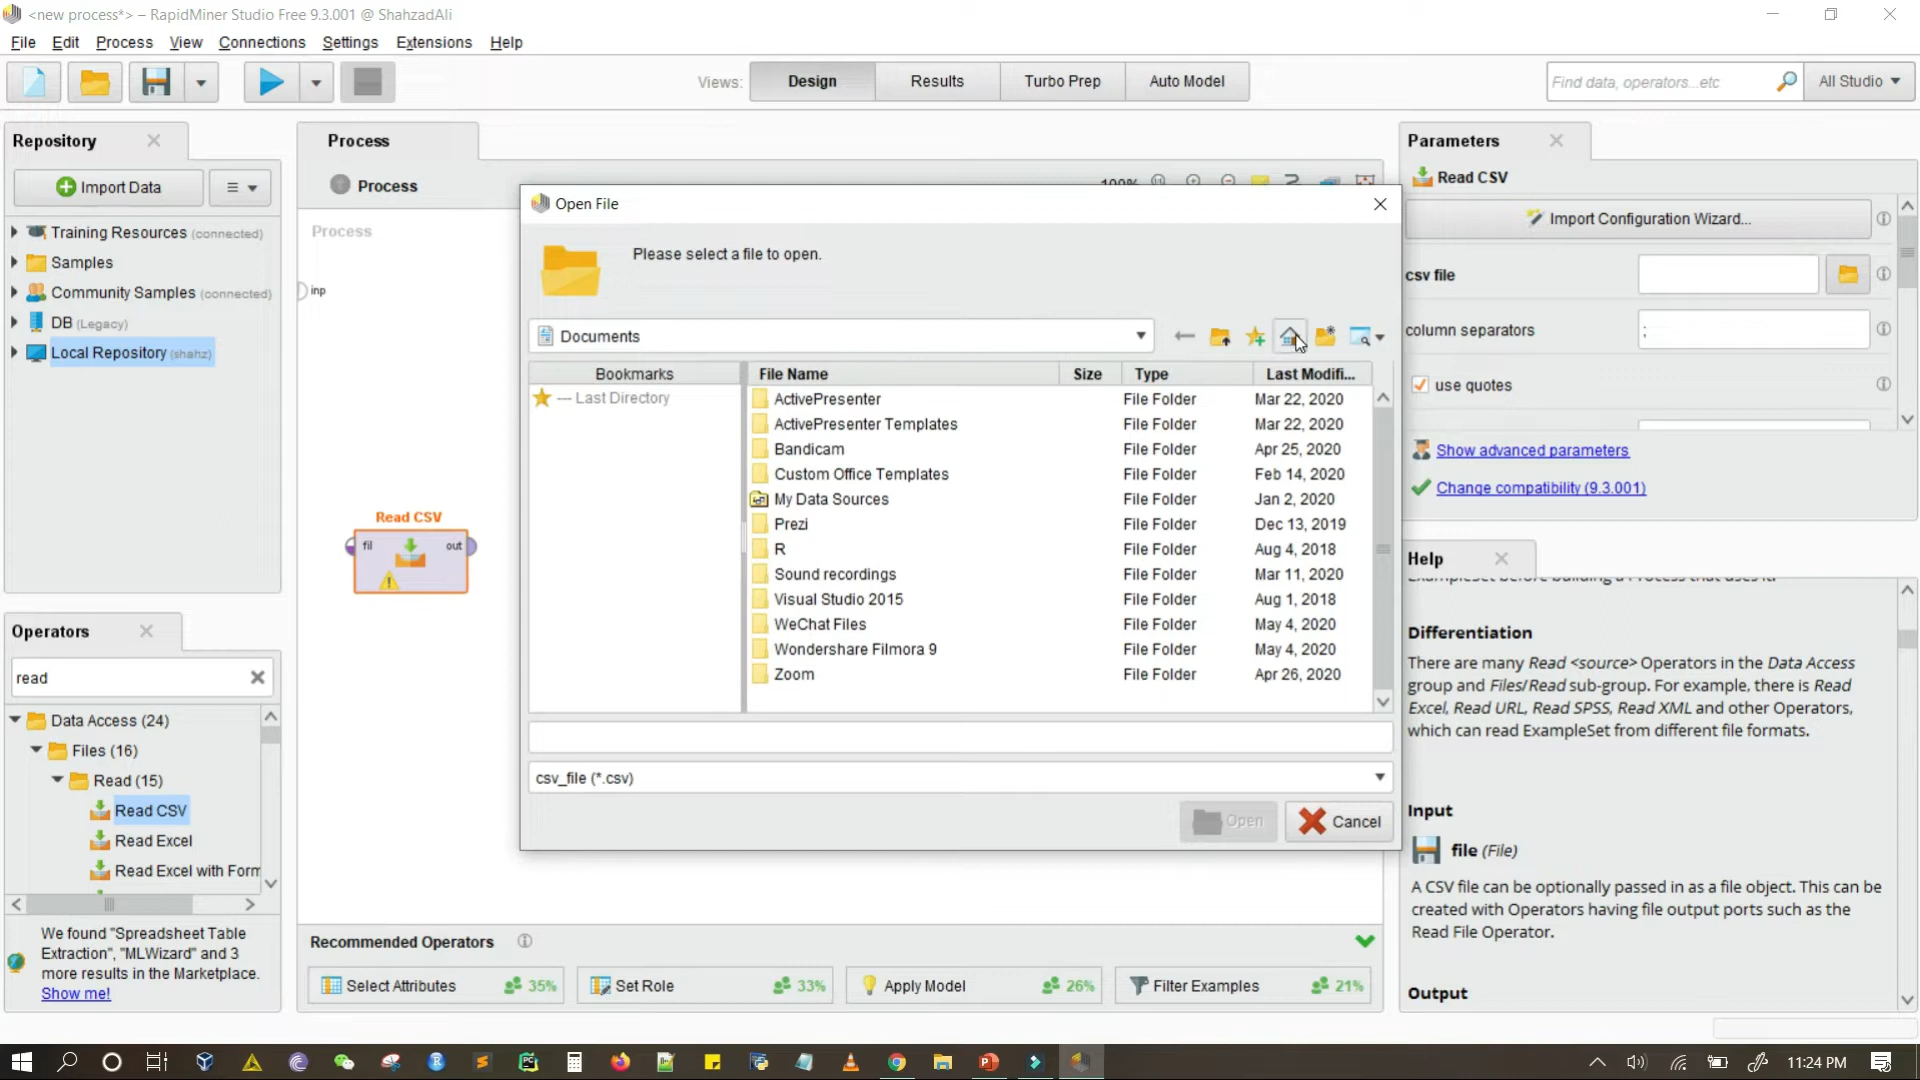 <new process*> – RapidMiner Studio Free 9.3.001 @ ShahzadAli
File Edit Process View Connections Settings Extensions Help
Views: Design Results Turbo Prep Auto Model
Find data, operators...etc
All Studio
Repository
Import Data
Training Resources (connected)
Samples
Community Samples (connected)
DB (Legacy)
Local Repository (shahz)
Process
Process
100%
Process
inp
Read CSV
fil
out
Open File
Please select a file to open.
Documents
Bookmarks
--- Last Directory
File Name Size Type Last Modifi...
ActivePresenter File Folder Mar 22, 2020
ActivePresenter Templates File Folder Mar 22, 2020
Bandicam File Folder Apr 25, 2020
Custom Office Templates File Folder Feb 14, 2020
My Data Sources File Folder Jan 2, 2020
Prezi File Folder Dec 13, 2019
R File Folder Aug 4, 2018
Sound recordings File Folder Mar 11, 2020
Visual Studio 2015 File Folder Aug 1, 2018
WeChat Files File Folder May 4, 2020
Wondershare Filmora 9 File Folder May 4, 2020
Zoom File Folder Apr 26, 2020
csv_file (*.csv)
Open
Cancel
Parameters
Read CSV
Import Configuration Wizard...
csv file
column separators ;
use quotes
Show advanced parameters
Change compatibility (9.3.001)
Help
ExampleSet before building a Process that uses it.
Differentiation
There are many Read <source> Operators in the Data Access
group and Files/Read sub-group. For example, there is Read
Excel, Read URL, Read SPSS, Read XML and other Operators,
which can read ExampleSet from different file formats.
Input
file (File)
A CSV file can be optionally passed in as a file object. This can be
created with Operators having file output ports such as the
Read File Operator.
Output
Operators
read
Data Access (24)
Files (16)
Read (15)
Read CSV
Read Excel
Read Excel with Form
We found "Spreadsheet Table
Extraction", "MLWizard" and 3
more results in the Marketplace.
Show me!
Recommended Operators
Select Attributes 35%
Set Role 33%
Apply Model 26%
Filter Examples 21%
11:24 PM